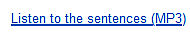 Listen to the sentences (MP3)